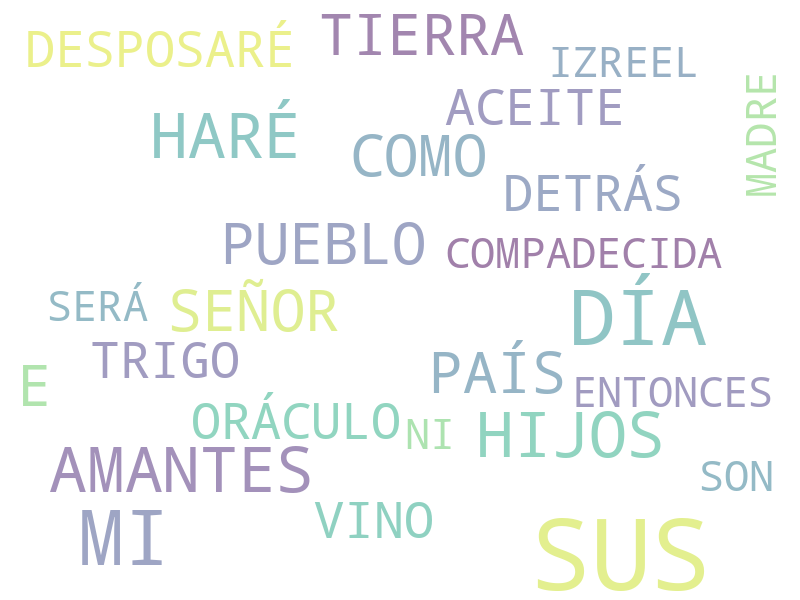 DESPOSARÉ
TIERRA
IZREEL
MADRE
ACEITE
HARÉ
COMO
DETRÁS
PUEBLO
COMPADECIDA
SERÁ
SEÑOR
DÍA
TRIGO
PAÍS
E
ENTONCES
ORÁCULO
NI
HIJOS
AMANTES
SON
MI
VINO
SUS